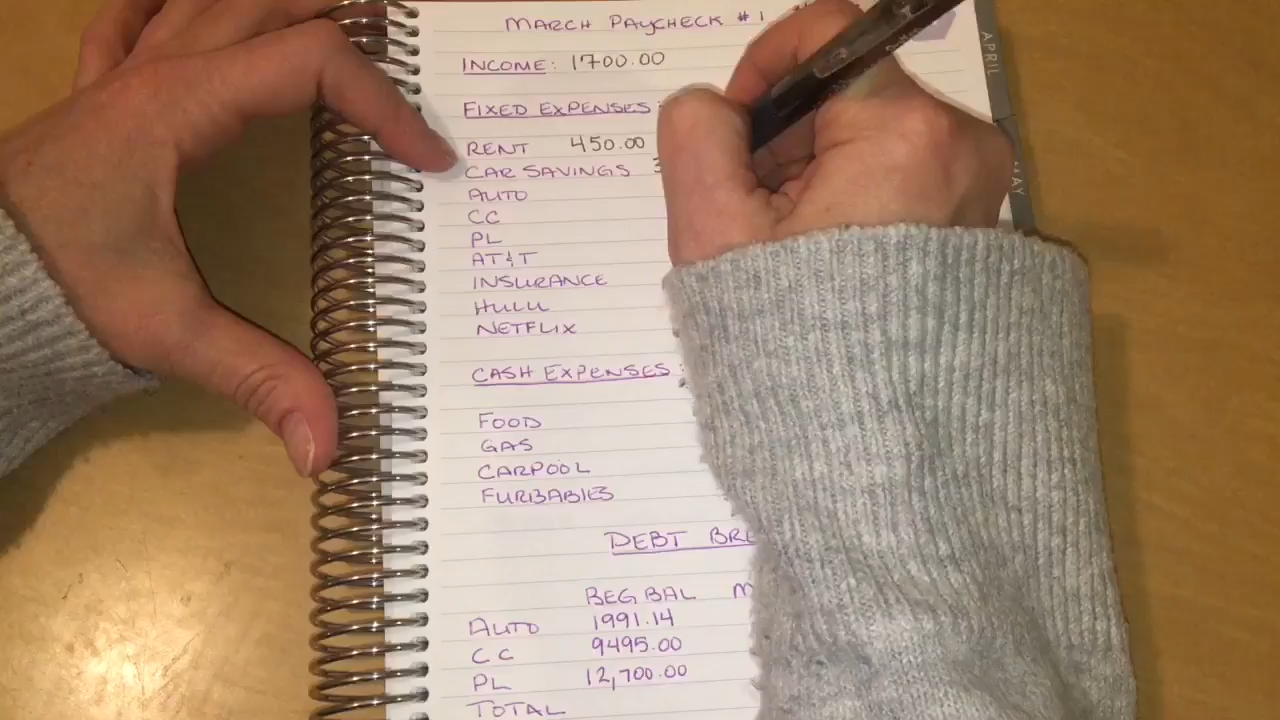 MARCH PAYCHECK #1
APRIL
INCOME: 1700.00
FIXED EXPENSES:
RENT 450.00
CAR SAVINGS
MAY
AUTO
CC
PL
AT&T
INSURANCE
HULU
NETFLIX
CASH EXPENSES:
FOOD
GAS
CARPOOL
FURBABIES
DEBT
BEG BAL
AUTO 1991.14
CC 9495.00
PL 12,700.00
TOTAL